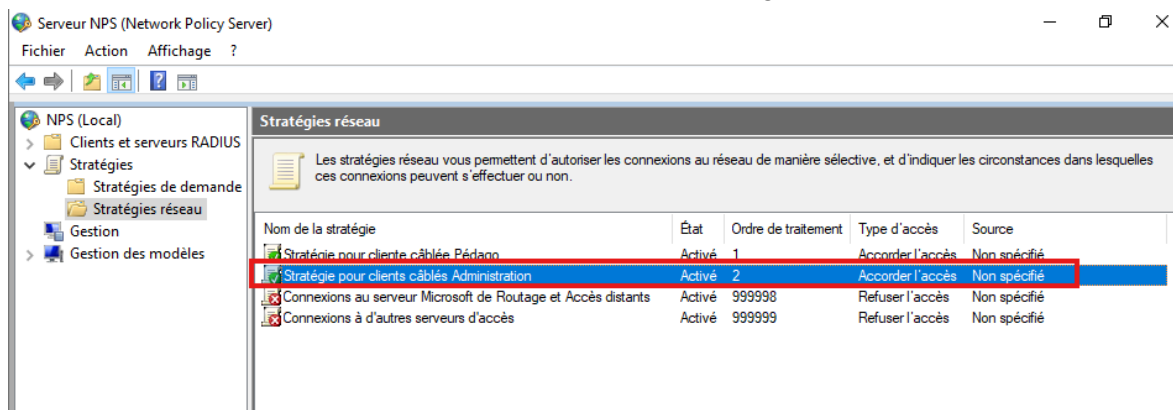 Serveur NPS (Network Policy Server)
Fichier Action Affichage ?
NPS (Local)
Clients et serveurs RADIUS
Stratégies
Stratégies de demande
Stratégies réseau
Gestion
Gestion des modèles
Stratégies réseau
Les stratégies réseau vous permettent d'autoriser les connexions au réseau de manière sélective, et d'indiquer les circonstances dans lesquelles
ces connexions peuvent s'effectuer ou non.
Nom de la stratégie État Ordre de traitement Type d'accès Source
Stratégie pour cliente câblée Pédago Activé 1 Accorder l'accès Non spécifié
Stratégie pour clients câblés Administration Activé 2 Accorder l'accès Non spécifié
Connexions au serveur Microsoft de Routage et Accès distants Activé 999998 Refuser l'accès Non spécifié
Connexions à d'autres serveurs d'accès Activé 999999 Refuser l'accès Non spécifié